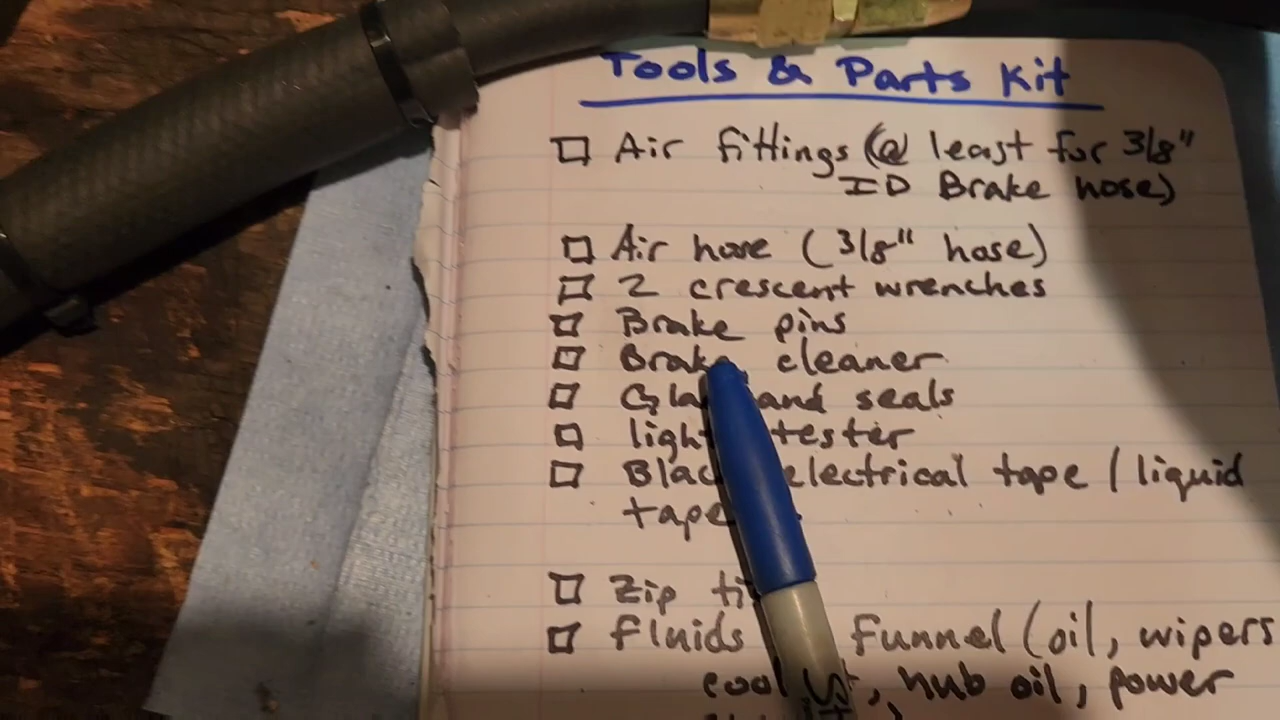 Tools & Parts Kit
Air fittings (@ least for 3/8"
ID Brake hose)
Air hose (3/8" hose)
2 crescent wrenches
Brake pins
Brake cleaner
and seals
tester
electrical tape / liquid
tape
Zip
Fluids Funnel (oil, wipers
hub oil, power